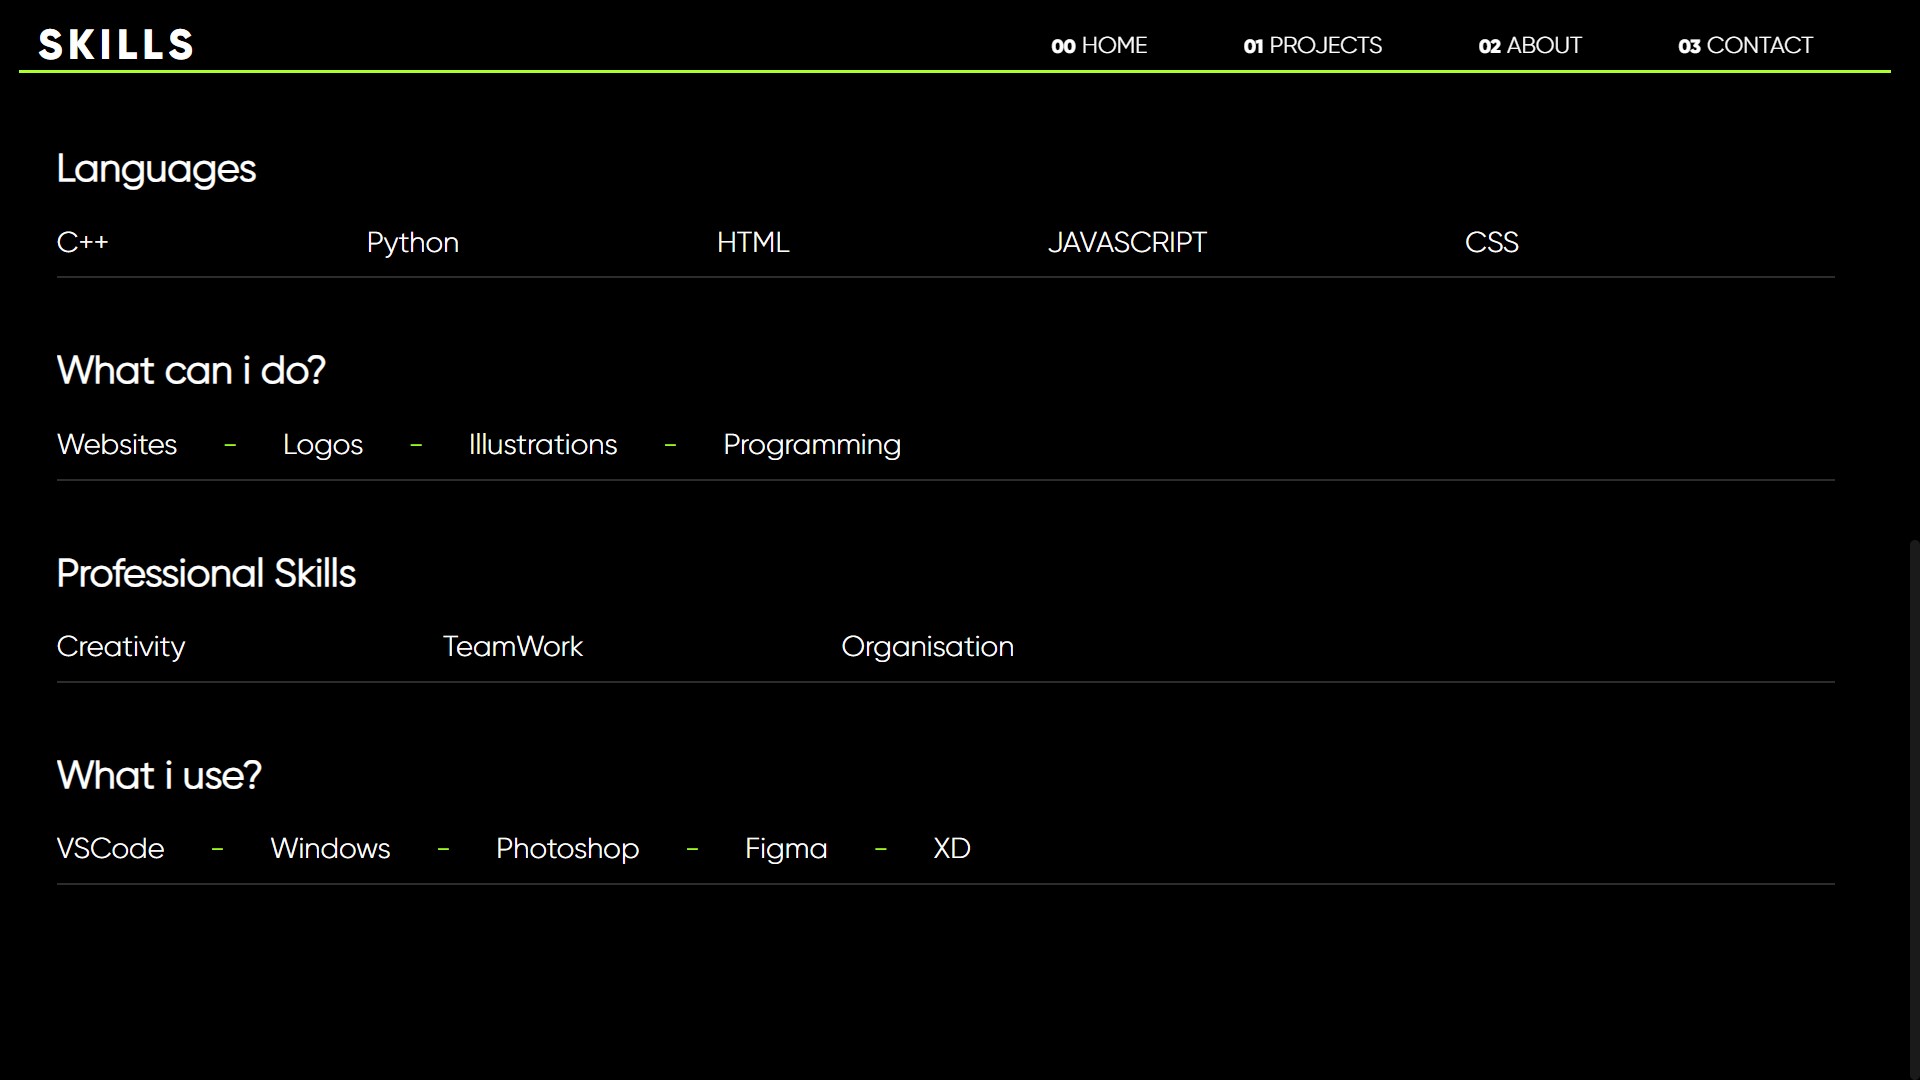 SKILLS 00 HOME 01 PROJECTS 02 ABOUT 03 CONTACT
Languages
C++ Python HTML JAVASCRIPT CSS
What can i do?
Websites - Logos - Illustrations - Programming
Professional Skills
Creativity TeamWork Organisation
What i use?
VSCode - Windows - Photoshop - Figma - XD